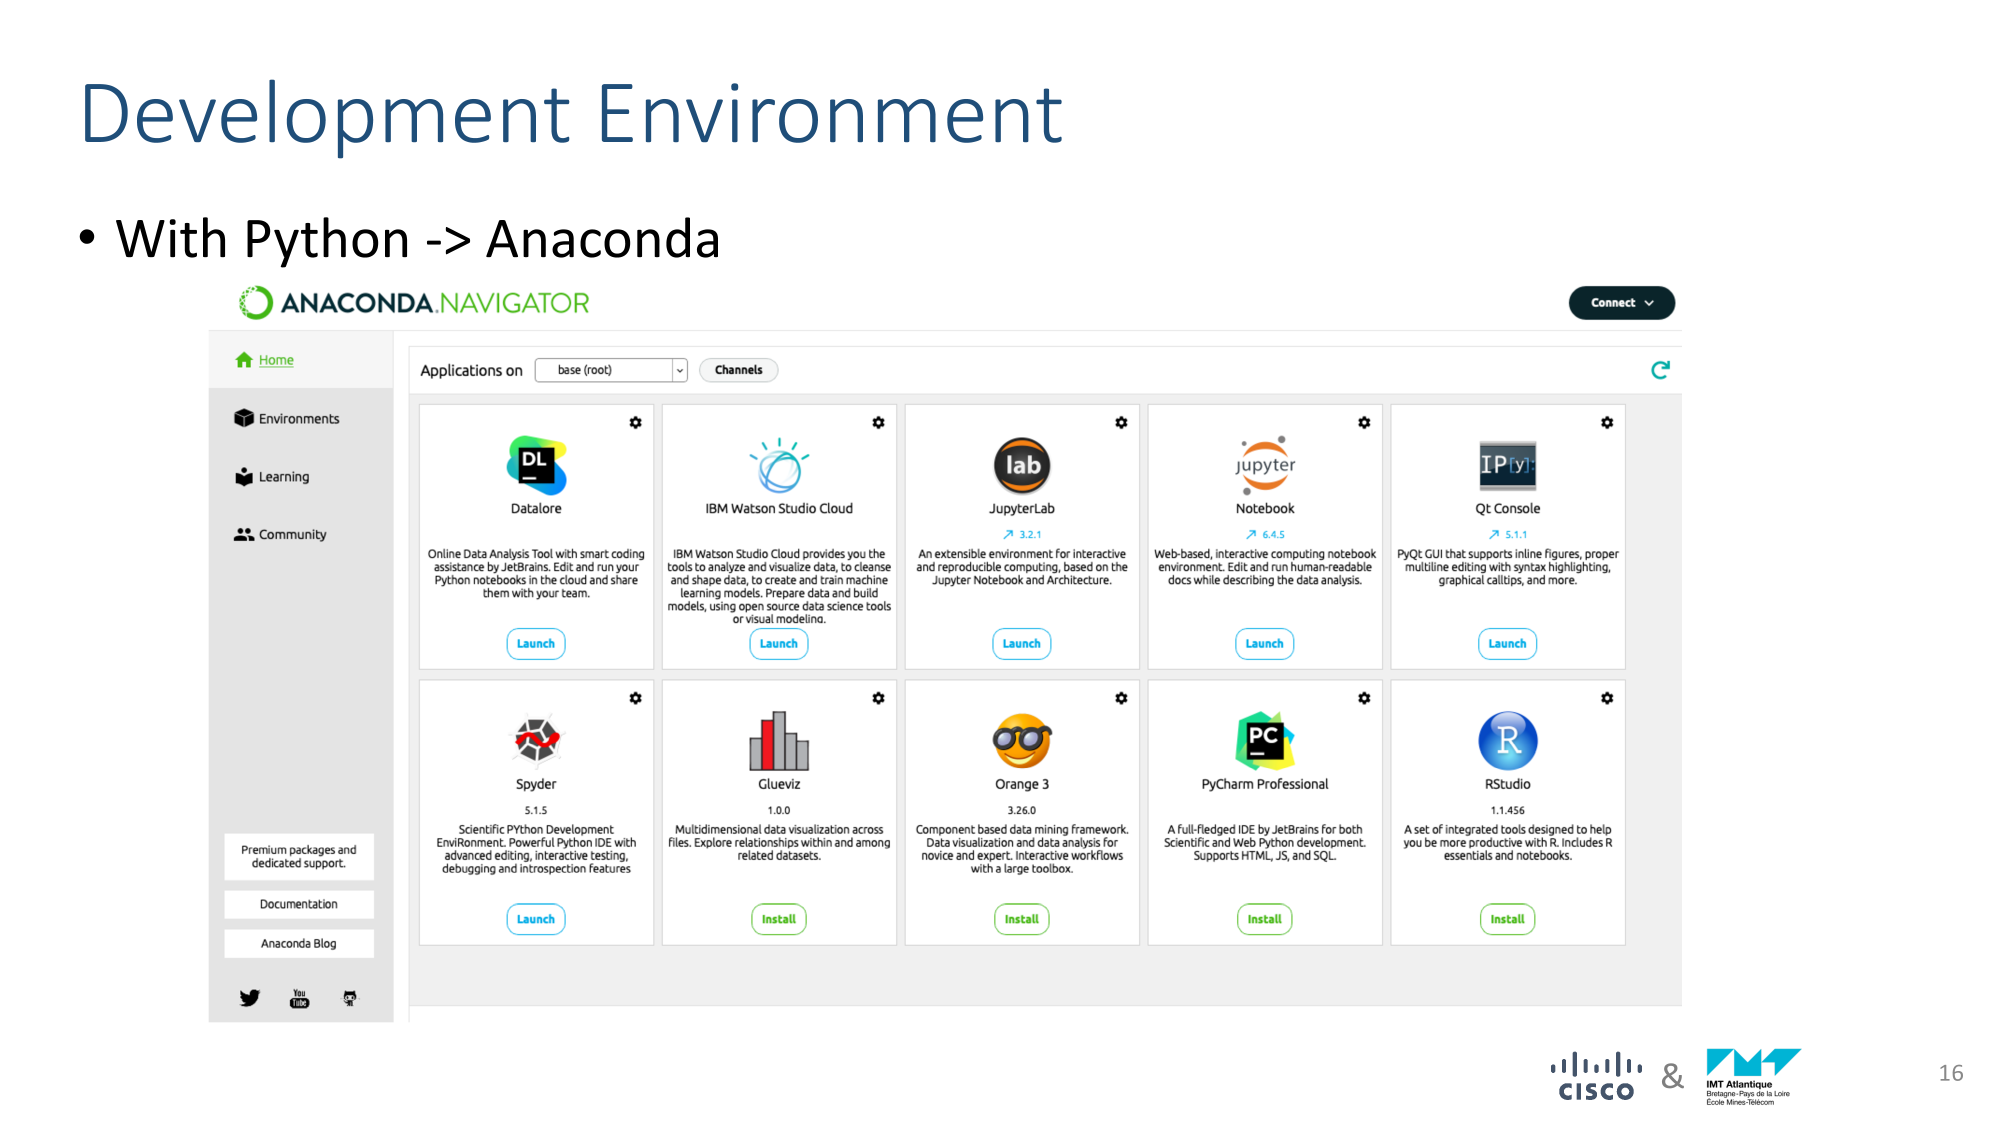 Development Environment
• With Python -> Anaconda
ANACONDA.NAVIGATOR
Connect
Home
Environments
Learning
Community
Premium packages and
dedicated support.
Documentation
Anaconda Blog
You
Tube
Applications on
base (root)
Channels
DL
Datalore
Online Data Analysis Tool with smart coding
assistance by JetBrains. Edit and run your
Python notebooks in the cloud and share
them with your team.
Launch
IBM Watson Studio Cloud
IBM Watson Studio Cloud provides you the
tools to analyze and visualize data, to cleanse
and shape data, to create and train machine
learning models. Prepare data and build
models, using open source data science tools
or visual modeling.
Launch
lab
JupyterLab
3.2.1
An extensible environment for interactive
and reproducible computing, based on the
Jupyter Notebook and Architecture.
Launch
jupyter
Notebook
6.4.5
Web-based, interactive computing notebook
environment. Edit and run human-readable
docs while describing the data analysis.
Launch
IP[y]:
Qt Console
5.1.1
PyQt GUI that supports inline figures, proper
multiline editing with syntax highlighting,
graphical calltips, and more.
Launch
Spyder
5.1.5
Scientific PYthon Development
EnviRonment. Powerful Python IDE with
advanced editing, interactive testing,
debugging and introspection features
Launch
Glueviz
1.0.0
Multidimensional data visualization across
files. Explore relationships within and among
related datasets.
Install
Orange 3
3.26.0
Component based data mining framework.
Data visualization and data analysis for
novice and expert. Interactive workflows
with a large toolbox.
Install
PC
PyCharm Professional
A full-fledged IDE by JetBrains for both
Scientific and Web Python development.
Supports HTML, JS, and SQL.
Install
R
RStudio
1.1.456
A set of integrated tools designed to help
you be more productive with R. Includes R
essentials and notebooks.
Install
CISCO
&
IMT Atlantique
Bretagne-Pays de la Loire
École Mines-Télécom
16